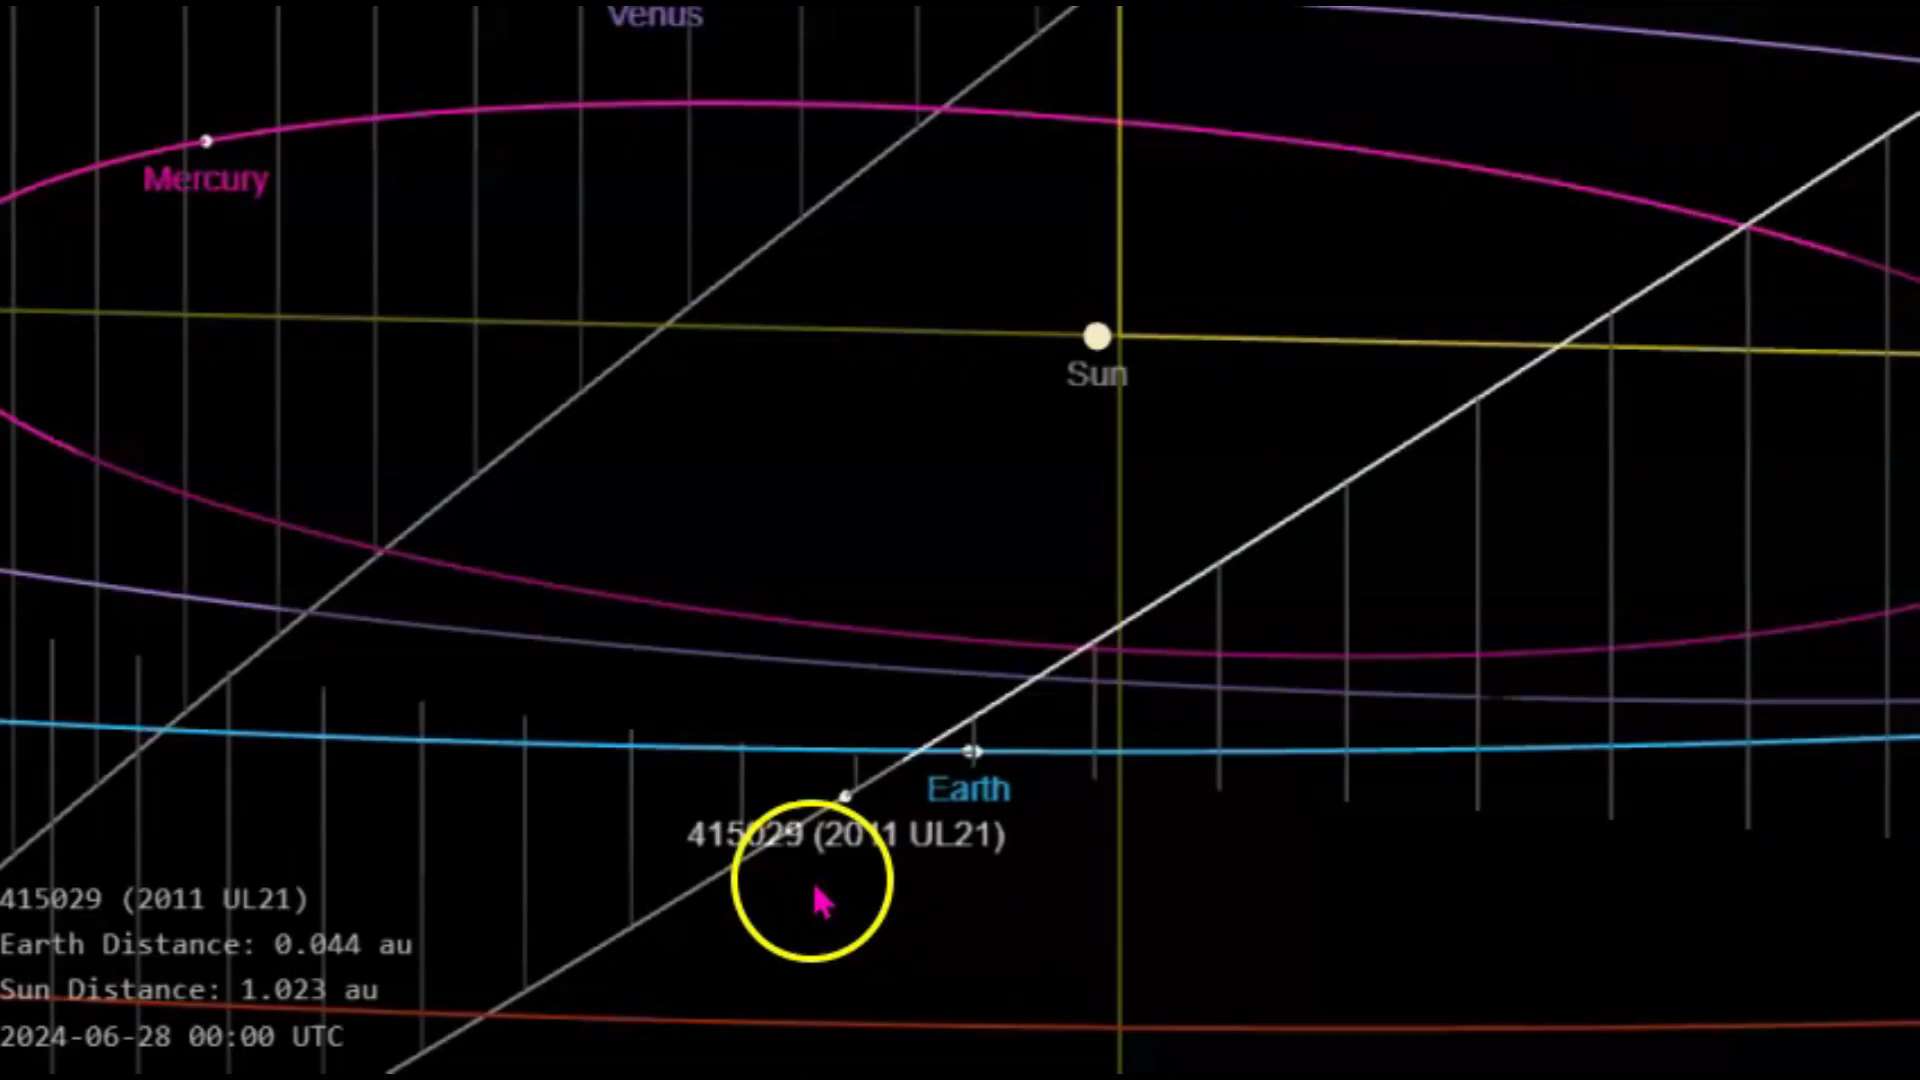 Venus
Mercury
Sun
Earth
415029 (2011 UL21)
415029 (2011 UL21)
Earth Distance: 0.044 au
Sun Distance: 1.023 au
2024-06-28 00:00 UTC